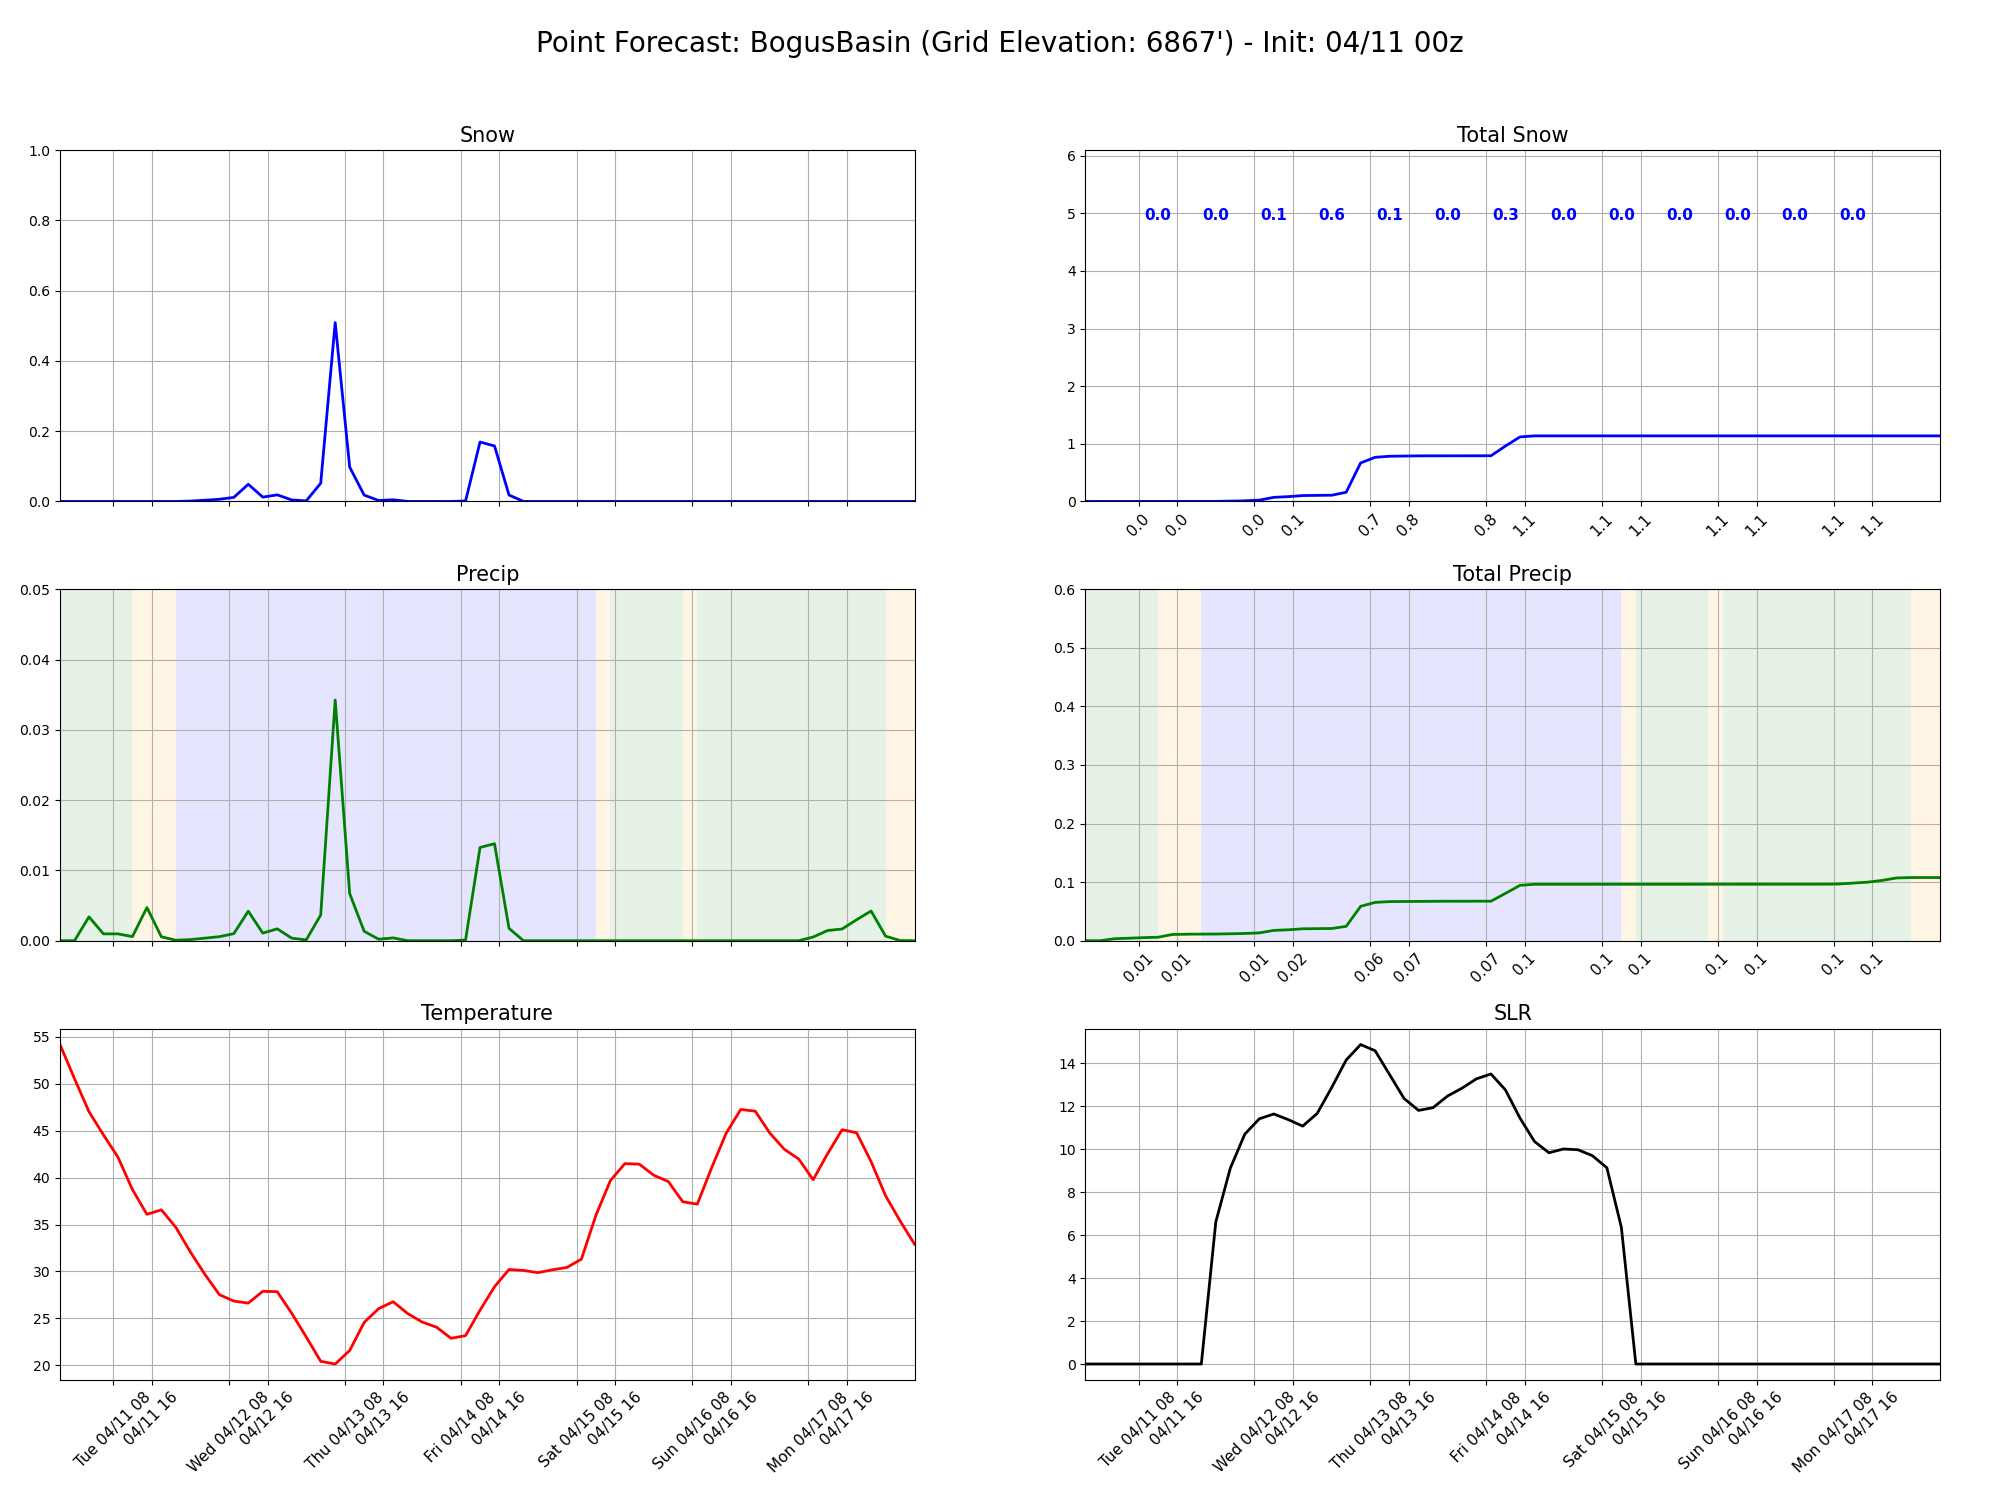 Point Forecast: BogusBasin (Grid Elevation: 6867') - Init: 04/11 00z
Snow
1.0
0.8
0.6
0.4
0.2
0.0
Total Snow
6
5
4
3
2
1
0
0.0 0.0 0.1 0.6 0.1 0.0 0.3 0.0 0.0 0.0 0.0 0.0 0.0
0.0 0.0 0.0 0.1 0.7 0.8 0.8 1.1 1.1 1.1 1.1 1.1 1.1 1.1
Precip
0.05
0.04
0.03
0.02
0.01
0.00
Total Precip
0.6
0.5
0.4
0.3
0.2
0.1
0.0
0.01 0.01 0.01 0.02 0.06 0.07 0.07 0.1 0.1 0.1 0.1 0.1 0.1 0.1
Temperature
55
50
45
40
35
30
25
20
Tue 04/11 08
04/11 16
Wed 04/12 08
04/12 16
Thu 04/13 08
04/13 16
Fri 04/14 08
04/14 16
Sat 04/15 08
04/15 16
Sun 04/16 08
04/16 16
Mon 04/17 08
04/17 16
SLR
14
12
10
8
6
4
2
0
Tue 04/11 08
04/11 16
Wed 04/12 08
04/12 16
Thu 04/13 08
04/13 16
Fri 04/14 08
04/14 16
Sat 04/15 08
04/15 16
Sun 04/16 08
04/16 16
Mon 04/17 08
04/17 16